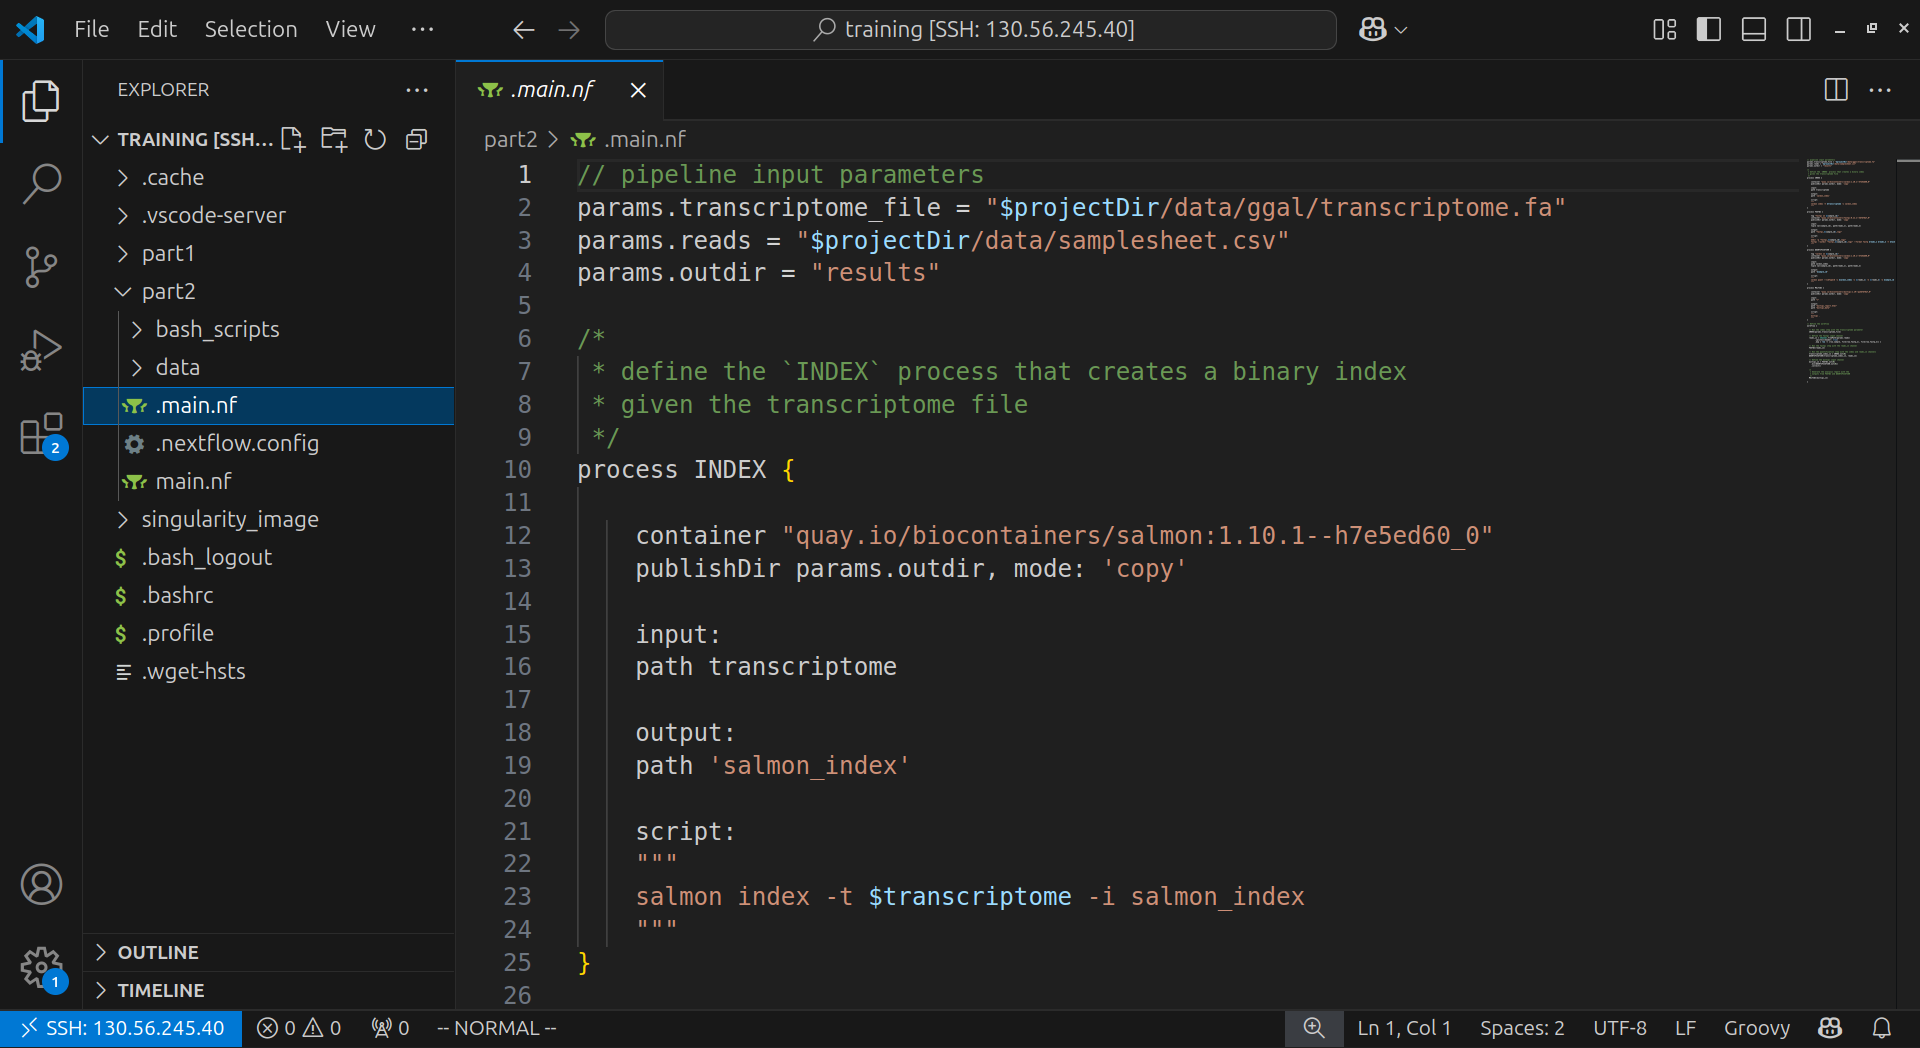 File Edit Selection View ···
training [SSH: 130.56.245.40]
EXPLORER
TRAINING [SSH...
.cache
.vscode-server
part1
part2
bash_scripts
data
.main.nf
.nextflow.config
main.nf
singularity_image
.bash_logout
.bashrc
.profile
.wget-hsts
OUTLINE
TIMELINE
2
1
.main.nf
part2 > .main.nf
1 // pipeline input parameters
2 params.transcriptome_file = "$projectDir/data/ggal/transcriptome.fa"
3 params.reads = "$projectDir/data/samplesheet.csv"
4 params.outdir = "results"
5
6 /*
7  * define the `INDEX` process that creates a binary index
8  * given the transcriptome file
9  */
10 process INDEX {
11
12     container "quay.io/biocontainers/salmon:1.10.1--h7e5ed60_0"
13     publishDir params.outdir, mode: 'copy'
14
15     input:
16     path transcriptome
17
18     output:
19     path 'salmon_index'
20
21     script:
22     """
23     salmon index -t $transcriptome -i salmon_index
24     """
25 }
26
SSH: 130.56.245.40 0 0 0 -- NORMAL -- Ln 1, Col 1 Spaces: 2 UTF-8 LF Groovy